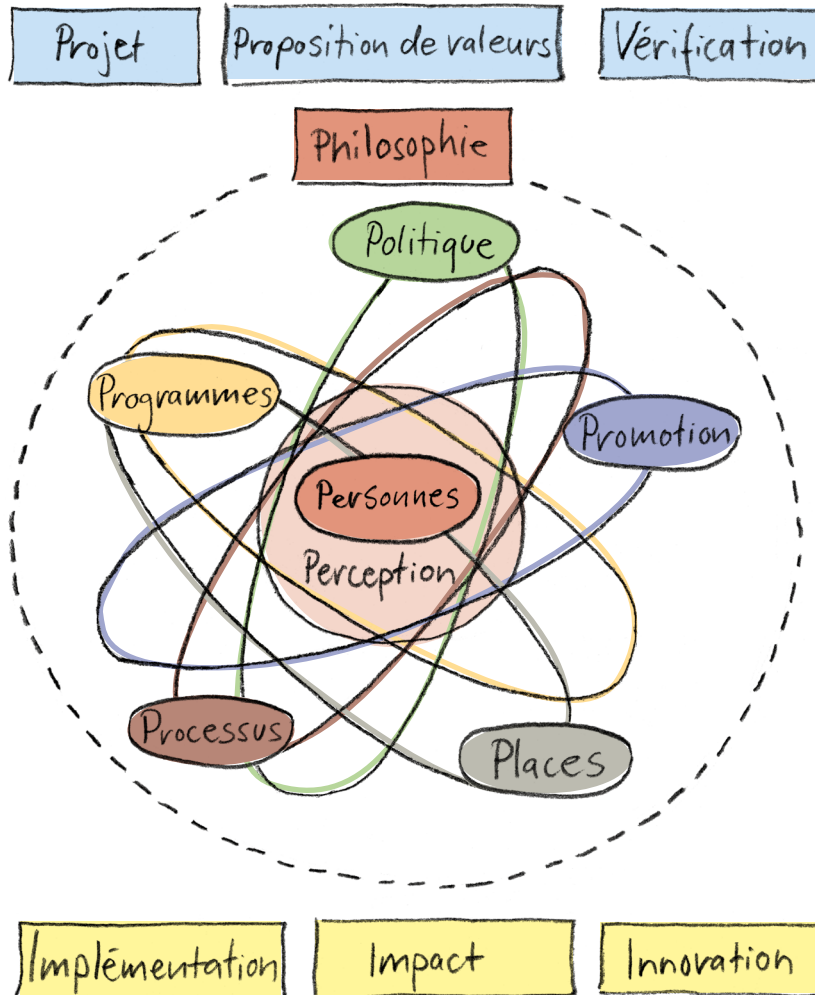 Projet
Proposition de valeurs
Vérification
Philosophie
Politique
Programmes
Promotion
Personnes
Perception
Processus
Places
Implémentation
Impact
Innovation